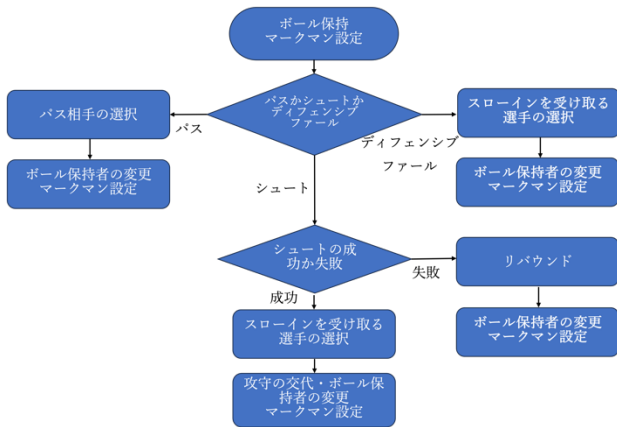 ボール保持
マークマン設定
パスかシュートか
ディフェンシブ
ファール
パス
パス相手の選択
ボール保持者の変更
マークマン設定
ディフェンシブ
ファール
スローインを受け取る
選手の選択
ボール保持者の変更
マークマン設定
シュート
シュートの成
功か失敗
失敗
リバウンド
ボール保持者の変更
マークマン設定
成功
スローインを受け取る
選手の選択
攻守の交代・ボール保
持者の変更
マークマン設定